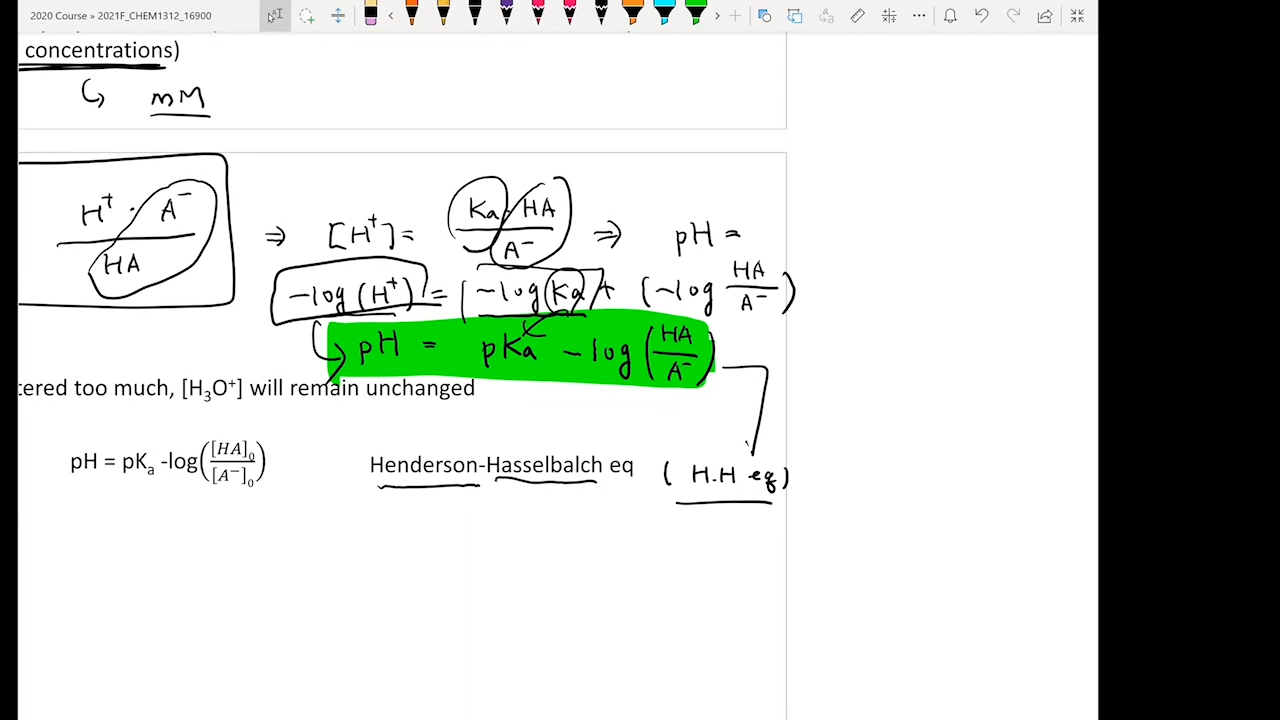 2020 Course » 2021F_CHEM1312_16900
concentrations)
mM
H⁺ · A⁻
HA
⇒ [H⁺] = Ka · HA / A⁻ ⇒ pH =
-log (H⁺) = (-log (Ka) + (-log HA / A⁻)
pH = pKa - log (HA / A⁻)
tered too much, [H₃O⁺] will remain unchanged
pH = pKₐ -log([HA]₀ / [A⁻]₀)
Henderson-Hasselbalch eq ( H.H eq)